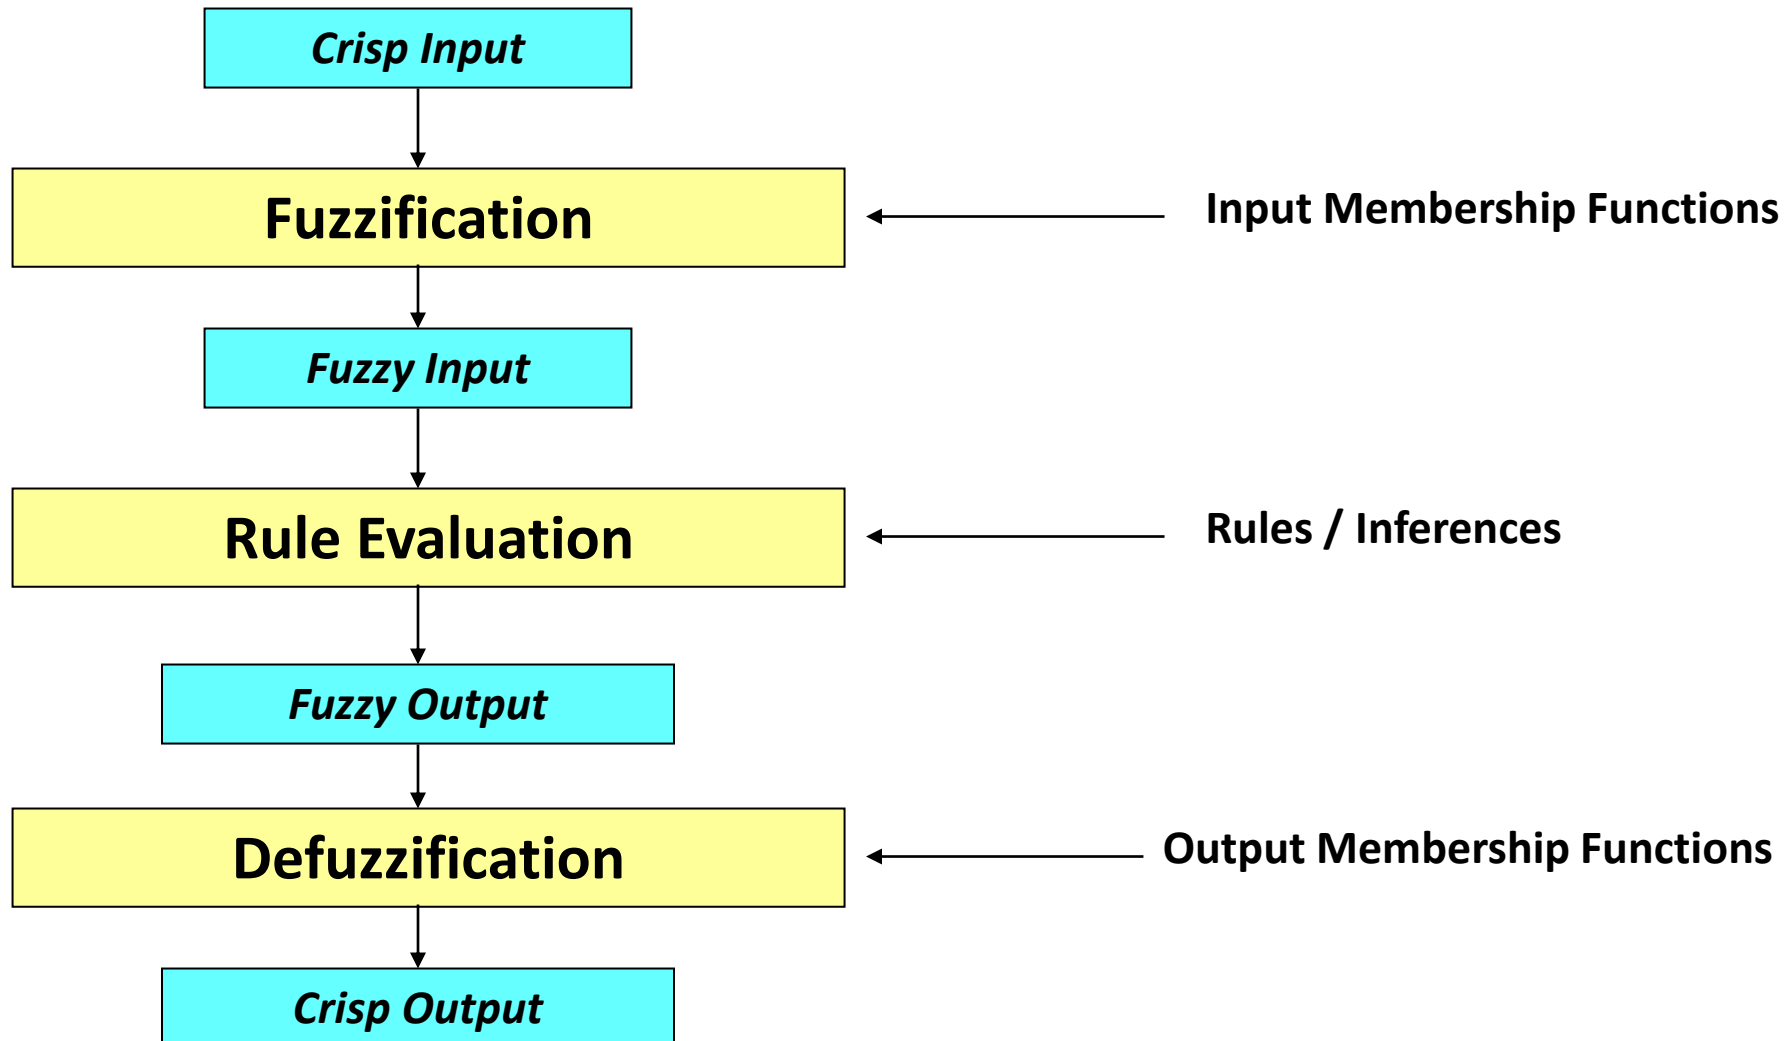 Crisp Input
Fuzzification
Input Membership Functions
Fuzzy Input
Rule Evaluation
Rules / Inferences
Fuzzy Output
Defuzzification
Output Membership Functions
Crisp Output